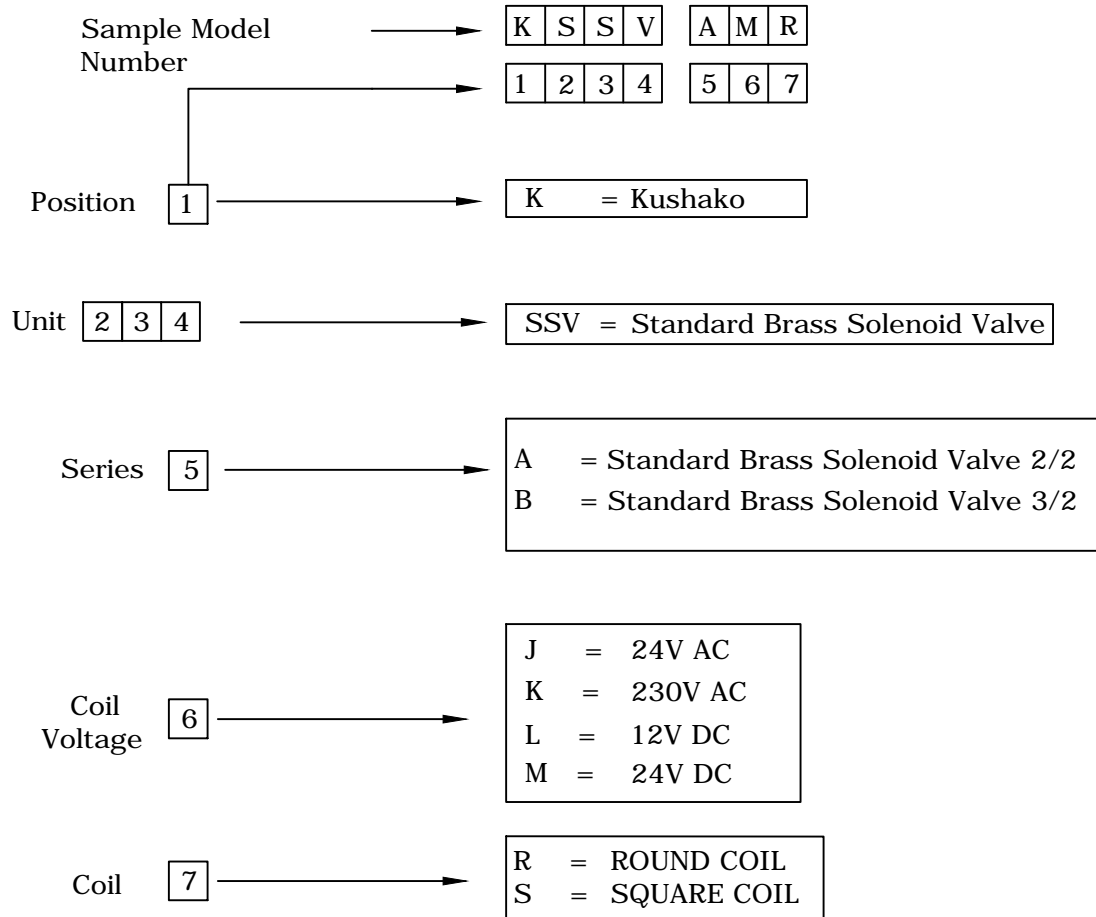 Sample Model K S S V A M R
Number
1 2 3 4 5 6 7
Position 1 K = Kushako
Unit 2 3 4 SSV = Standard Brass Solenoid Valve
Series 5 A = Standard Brass Solenoid Valve 2/2
B = Standard Brass Solenoid Valve 3/2
Coil Voltage 6 J = 24V AC
K = 230V AC
L = 12V DC
M = 24V DC
Coil 7 R = ROUND COIL
S = SQUARE COIL